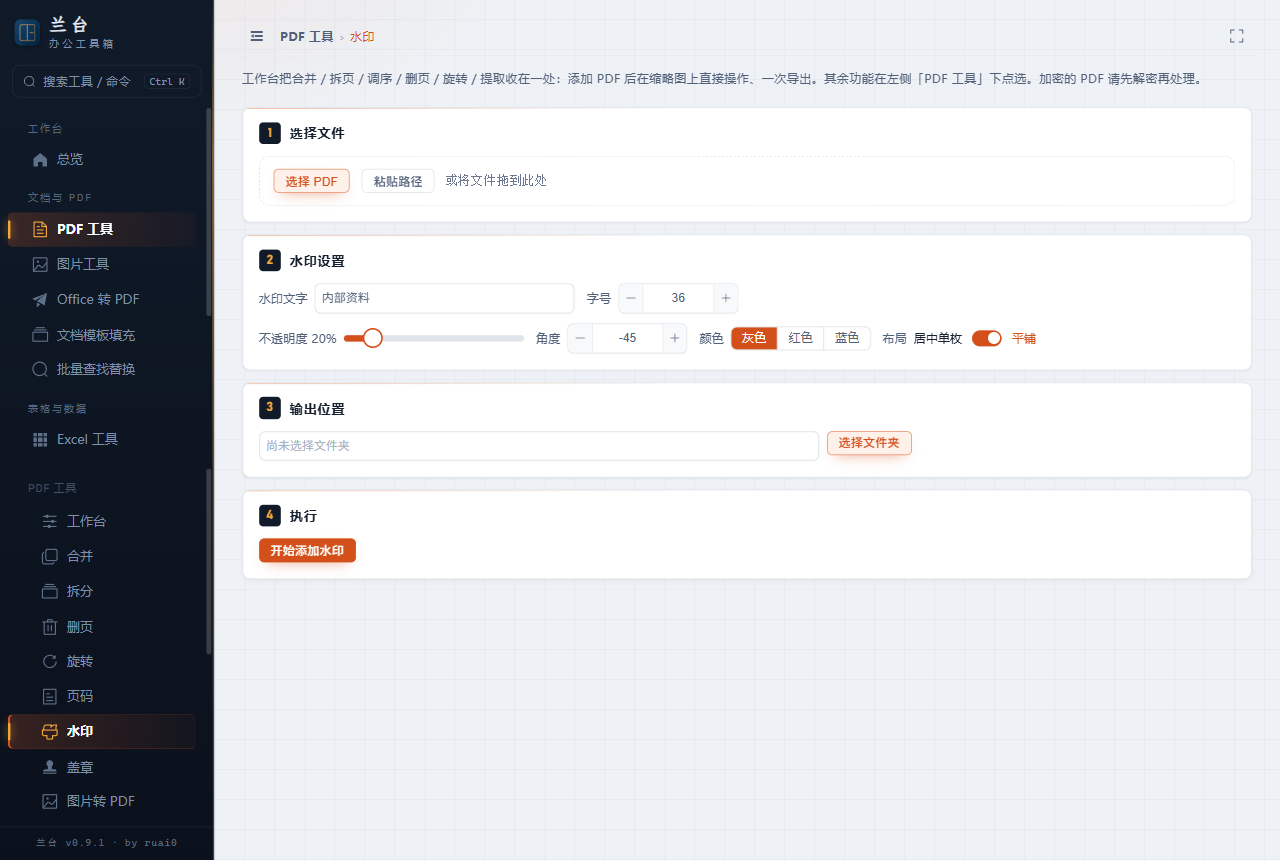 兰台
办公工具箱
搜索工具 / 命令 Ctrl K
工作台
总览
文档与 PDF
PDF 工具
图片工具
Office 转 PDF
文档模板填充
批量查找替换
表格与数据
Excel 工具
PDF 工具
工作台
合并
拆分
删页
旋转
页码
水印
盖章
图片转 PDF
兰台 v0.9.1 · by ruai0
PDF 工具 › 水印
工作台把合并 / 拆页 / 调序 / 删页 / 旋转 / 提取收在一处：添加 PDF 后在缩略图上直接操作、一次导出。其余功能在左侧「PDF 工具」下点选。加密的 PDF 请先解密再处理。
1 选择文件
选择 PDF 粘贴路径 或将文件拖到此处
2 水印设置
水印文字 内部资料 字号 − 36 +
不透明度 20% 角度 − -45 + 颜色 灰色 红色 蓝色 布局 居中单枚 平铺
3 输出位置
尚未选择文件夹 选择文件夹
4 执行
开始添加水印